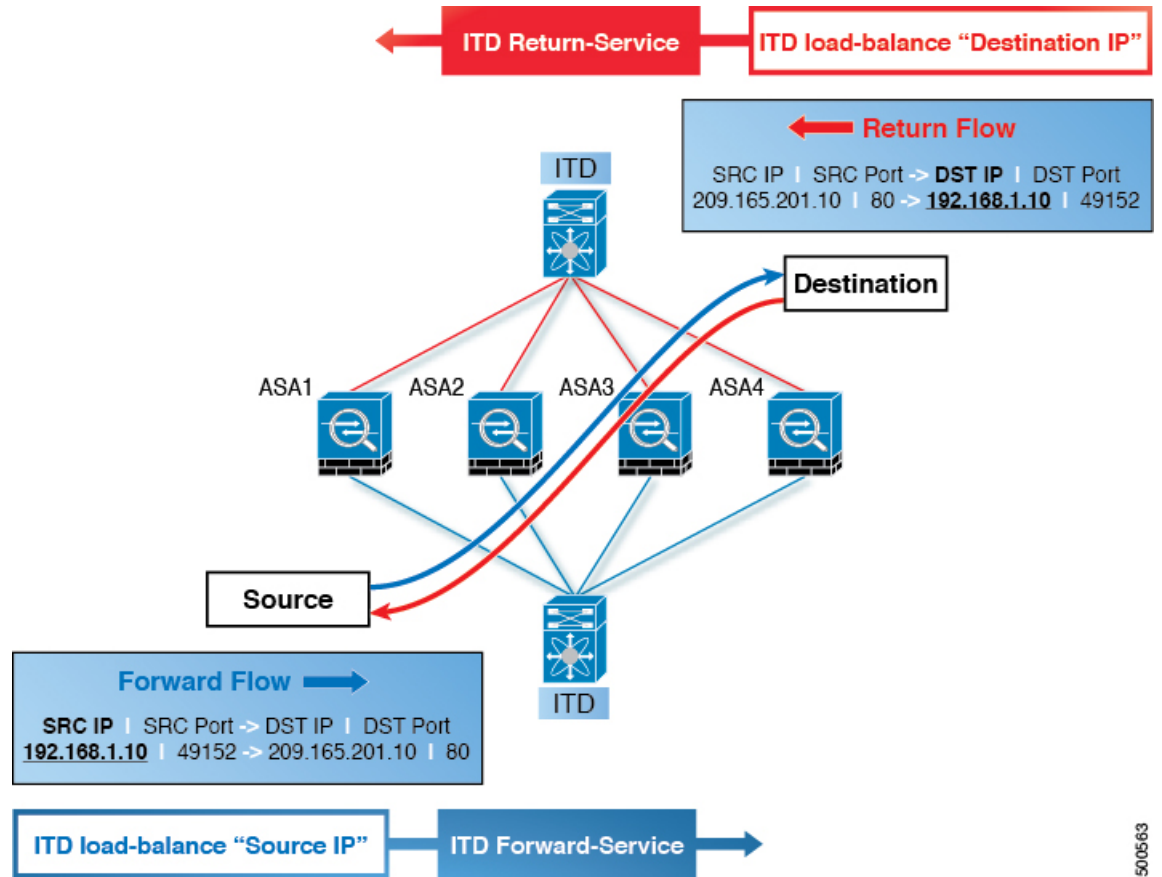 ITD Return-Service
ITD load-balance “Destination IP”
Return Flow
SRC IP | SRC Port -> DST IP | DST Port
209.165.201.10 | 80 -> 192.168.1.10 | 49152
ITD
Destination
ASA1
ASA2
ASA3
ASA4
Source
ITD
Forward Flow
SRC IP | SRC Port -> DST IP | DST Port
192.168.1.10 | 49152 -> 209.165.201.10 | 80
ITD load-balance “Source IP”
ITD Forward-Service
500563